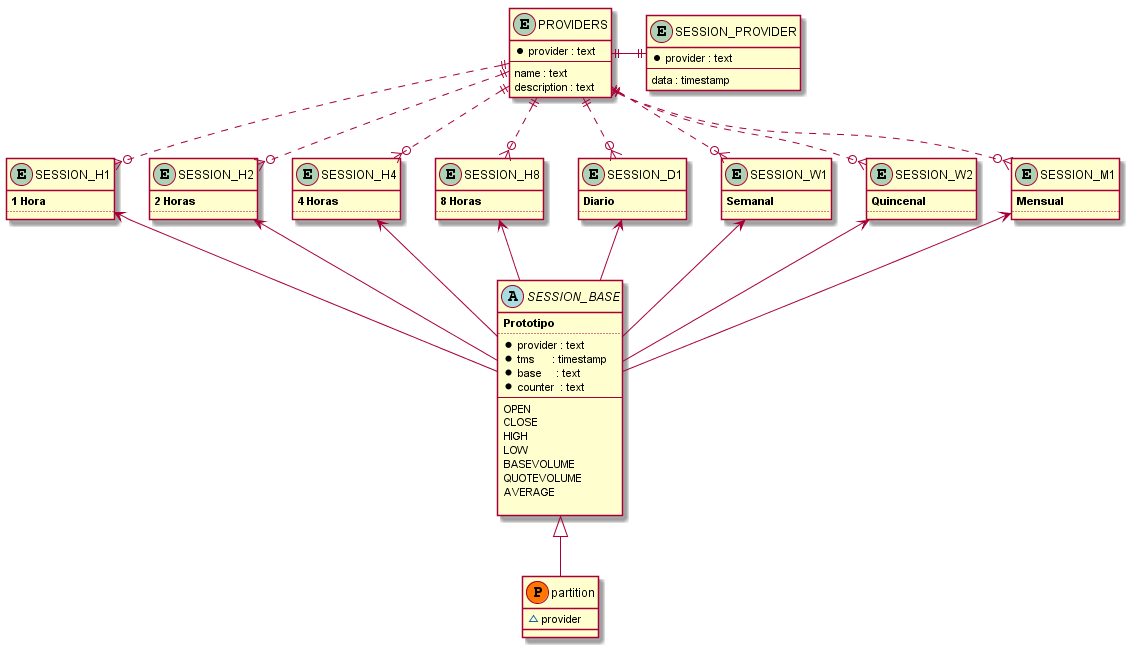 E PROVIDERS
provider : text
name : text
description : text
E SESSION_PROVIDER
provider : text
data : timestamp
E SESSION_H1
1 Hora
E SESSION_H2
2 Horas
E SESSION_H4
4 Horas
E SESSION_H8
8 Horas
E SESSION_D1
Diario
E SESSION_W1
Semanal
E SESSION_W2
Quincenal
E SESSION_M1
Mensual
A SESSION_BASE
Prototipo
provider : text
tms : timestamp
base : text
counter : text
OPEN
CLOSE
HIGH
LOW
BASEVOLUME
QUOTEVOLUME
AVERAGE
P partition
provider